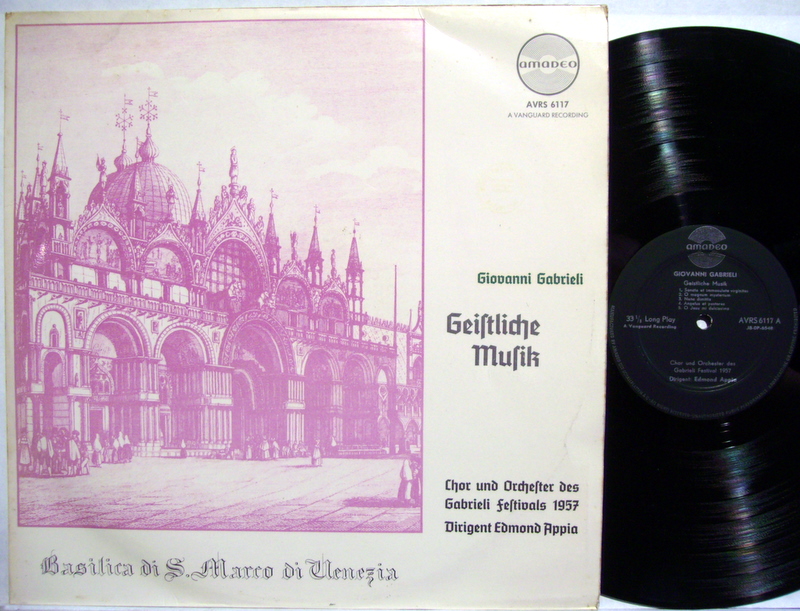 amadeo
AVRS 6117
A VANGUARD RECORDING
Giovanni Gabrieli
Geistliche
Musik
Chor und Orchester des
Gabrieli Festivals 1957
Dirigent Edmond Appia
Basilica di S. Marco di Venezia
amadeo
GIOVANNI GABRIELI
Geistliche Musik
33 1/3 Long Play
A Vanguard Recording
AVRS 6117 A
Chor und Orchester des
Gabrieli Festival 1957
Dirigent: Edmond Appia